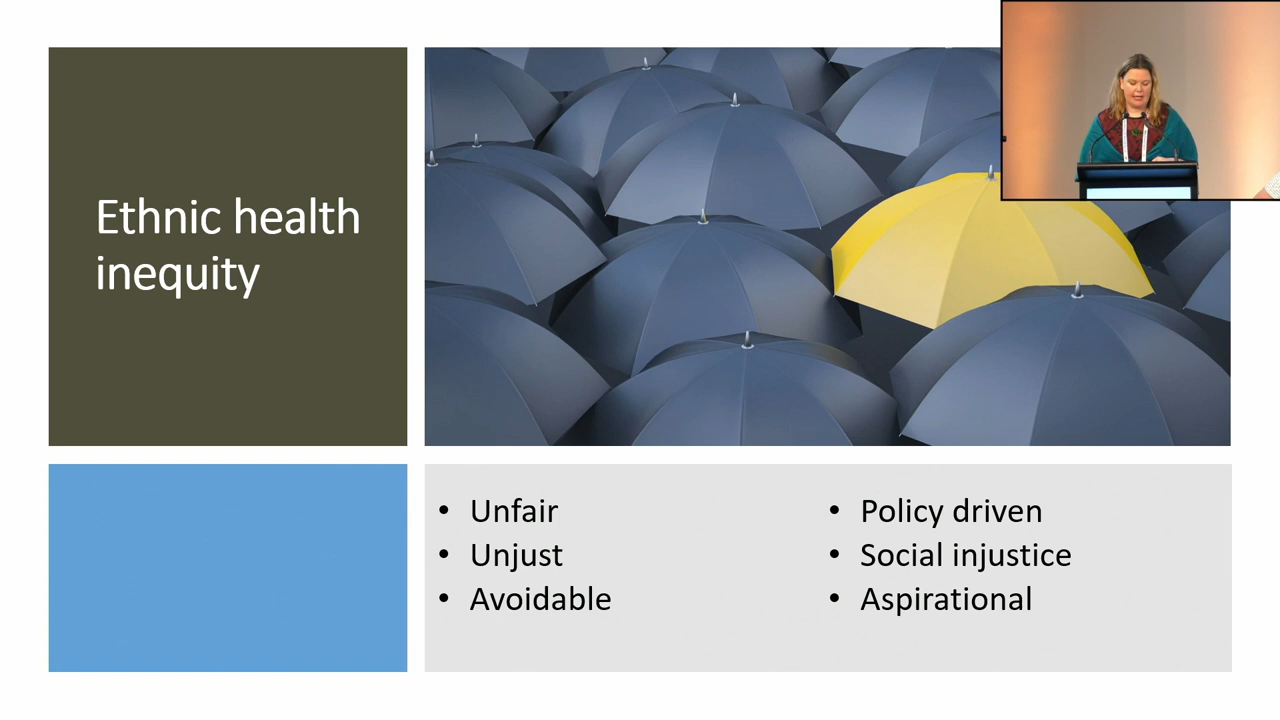 Ethnic health
inequity
• Unfair
• Unjust
• Avoidable
• Policy driven
• Social injustice
• Aspirational